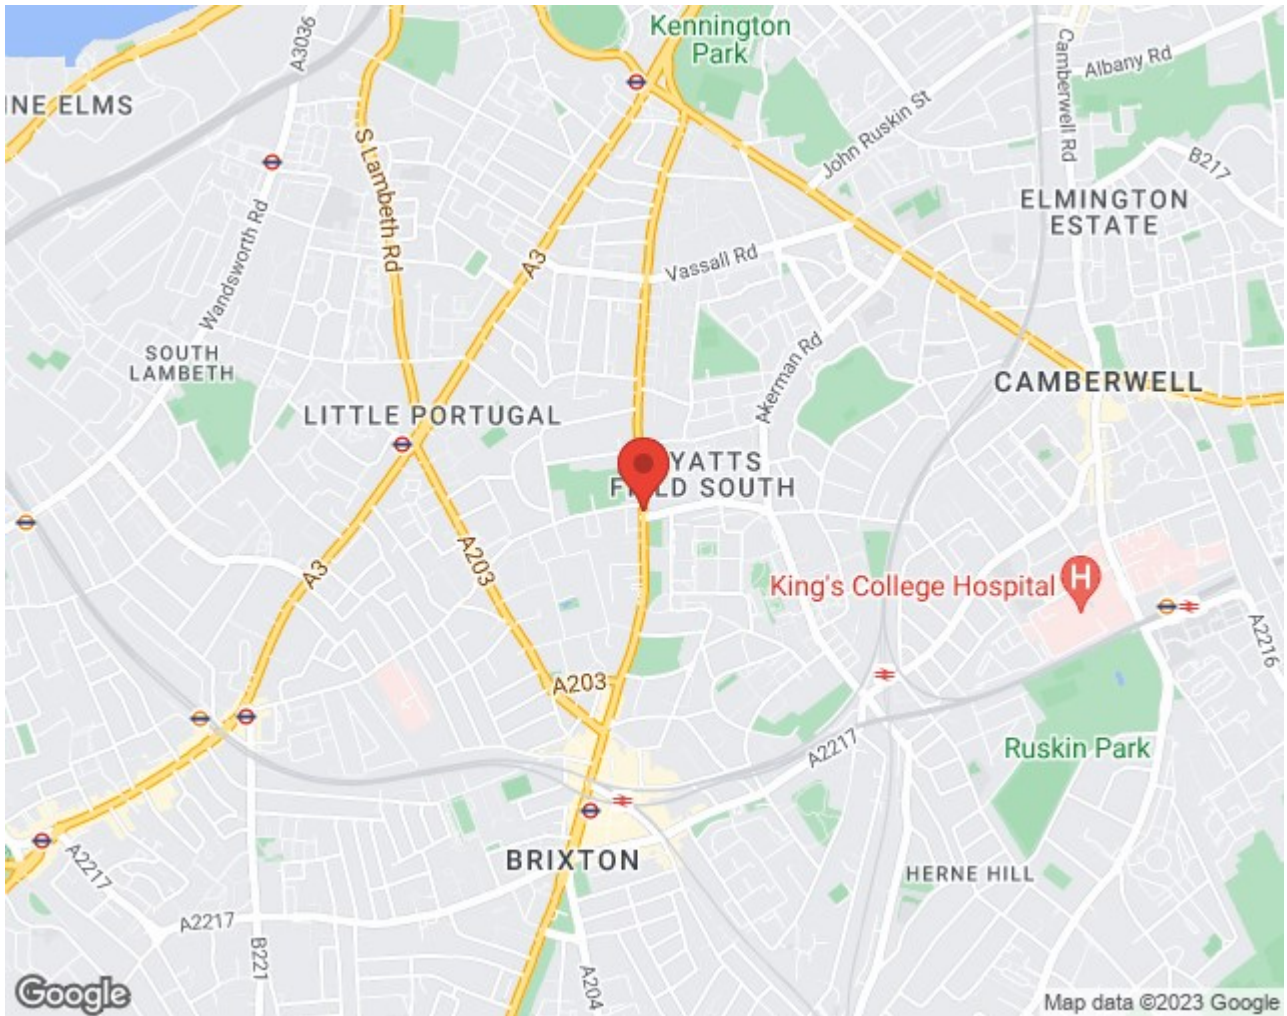 Kennington
Park
A3036
Camberwell Rd
Albany Rd
INE ELMS
John Ruskin St
B217
S Lambeth Rd
ELMINGTON
ESTATE
Wandsworth Rd
A3
Vassall Rd
SOUTH
LAMBETH
Akerman Rd
CAMBERWELL
LITTLE PORTUGAL
YATTS
F LD SOUTH
A203
A3
King's College Hospital
H
A2216
A203
A2217
Ruskin Park
BRIXTON
HERNE HILL
A2217
A2217
B221
A204
Google
Map data ©2023 Google